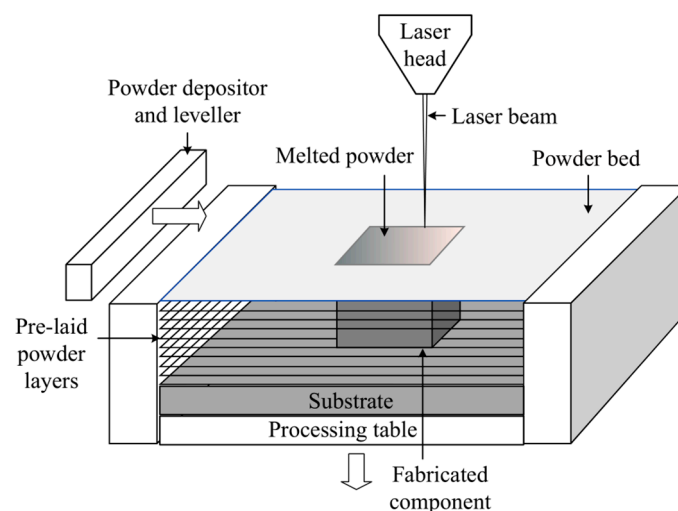 Laser
head
Powder depositor
and leveller
Laser beam
Melted powder
Powder bed
Pre-laid
powder
layers
Substrate
Processing table
Fabricated
component